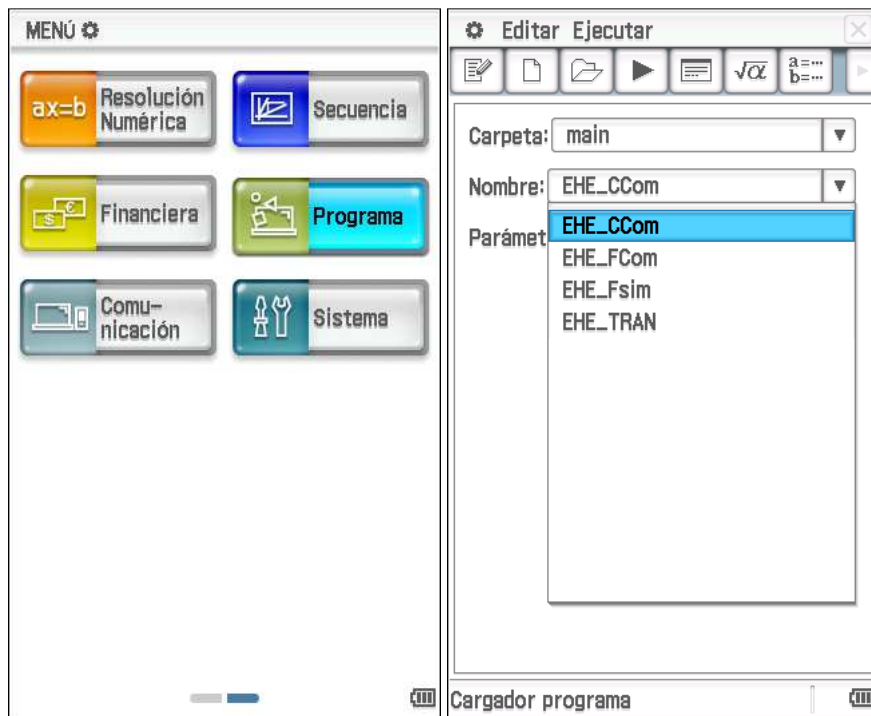 MENÚ
ax=b
Resolución
Numérica
Secuencia
$ €
Financiera
Programa
Comu-
nicación
Sistema
Editar Ejecutar
√α
a=...
b=...
Carpeta: main
Nombre: EHE_CCom
Parámet
EHE_CCom
EHE_FCom
EHE_Fsim
EHE_TRAN
Cargador programa